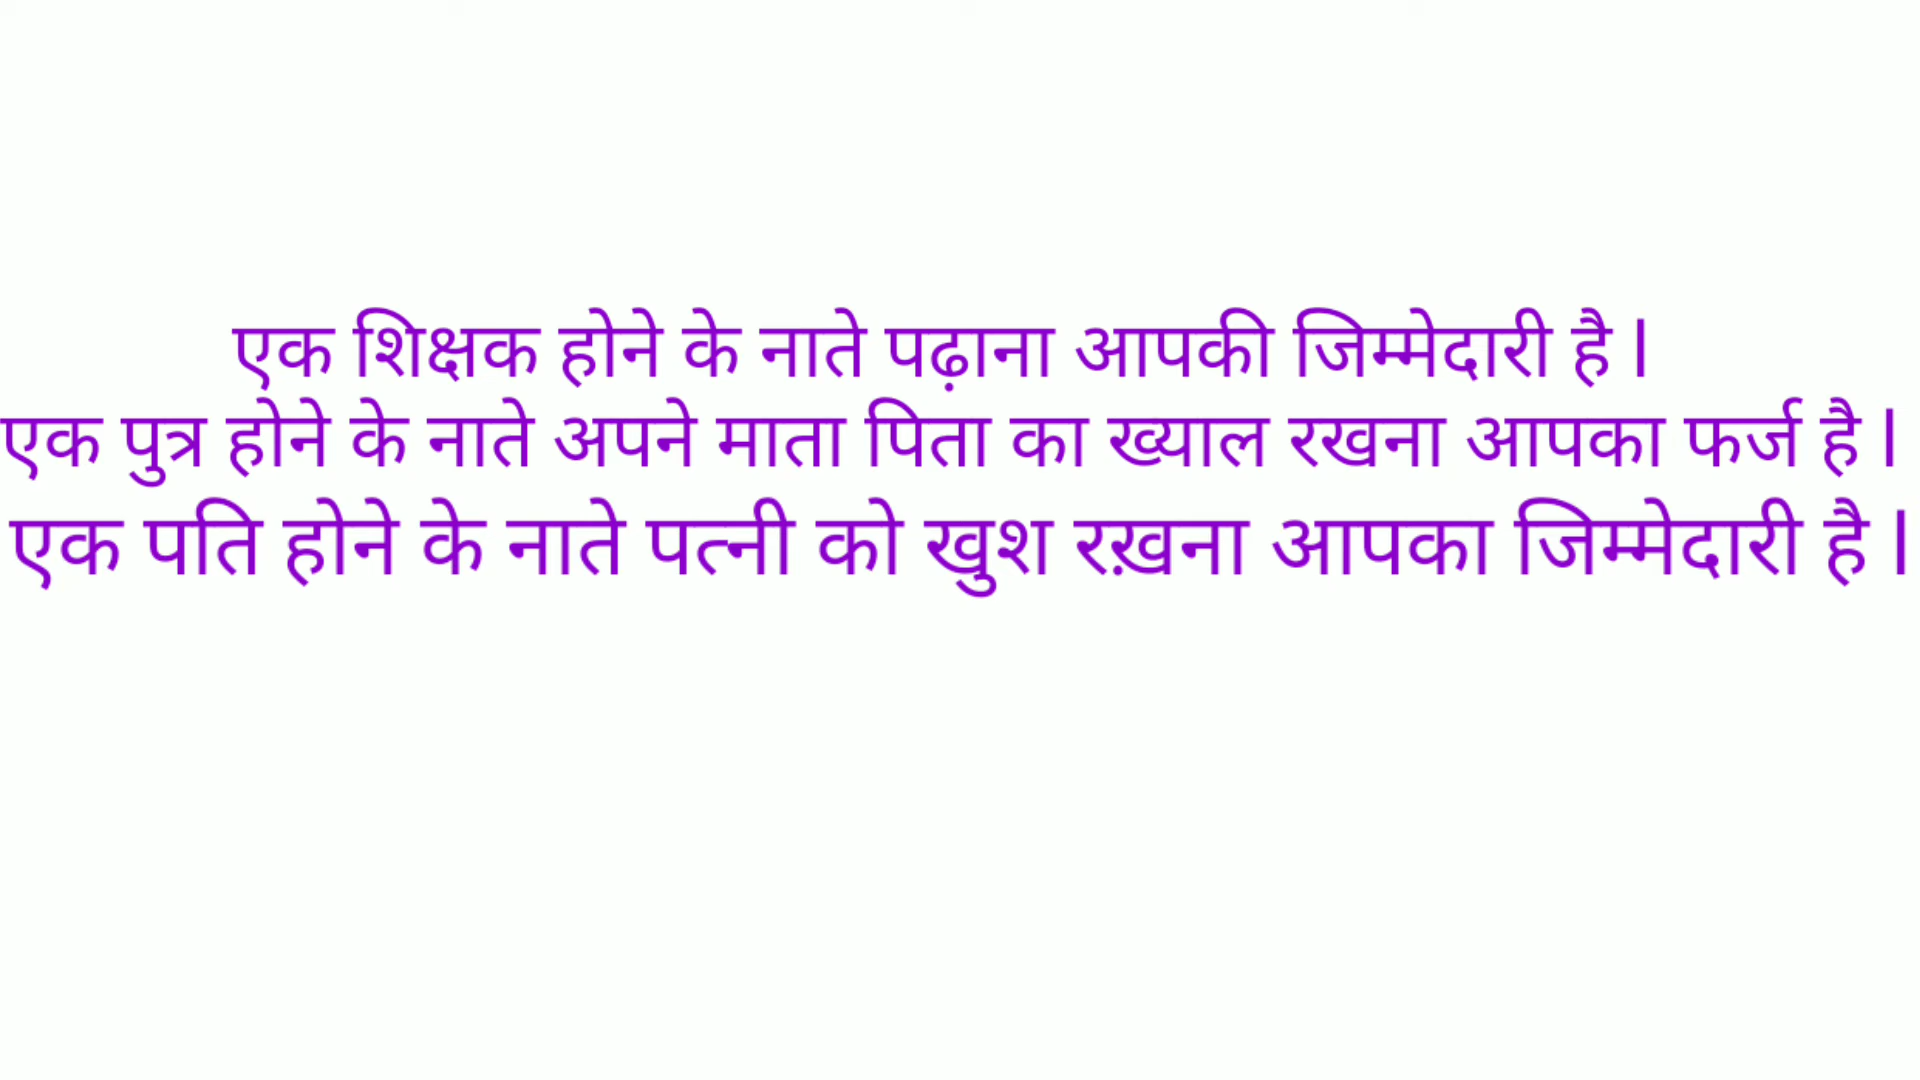 एक शिक्षक होने के नाते पढ़ाना आपकी जिम्मेदारी है |
एक पुत्र होने के नाते अपने माता पिता का ख्याल रखना आपका फर्ज है |
एक पति होने के नाते पत्नी को खुश रख़ना आपका जिम्मेदारी है |